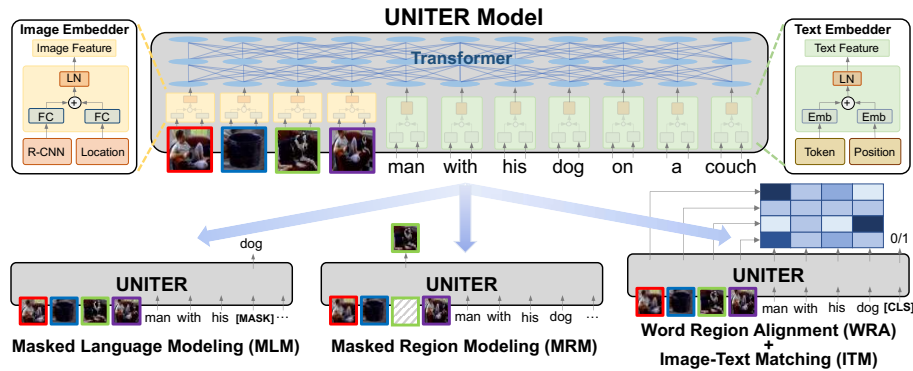 UNITER Model
Image Embedder
Image Feature
LN
+
FC
FC
R-CNN
Location
Transformer
man with his dog on a couch
Text Embedder
Text Feature
LN
+
Emb
Emb
Token
Position
dog
UNITER
man with his [MASK] ...
Masked Language Modeling (MLM)
UNITER
man with his dog ...
Masked Region Modeling (MRM)
0/1
UNITER
man with his dog [CLS]
Word Region Alignment (WRA)
+
Image-Text Matching (ITM)